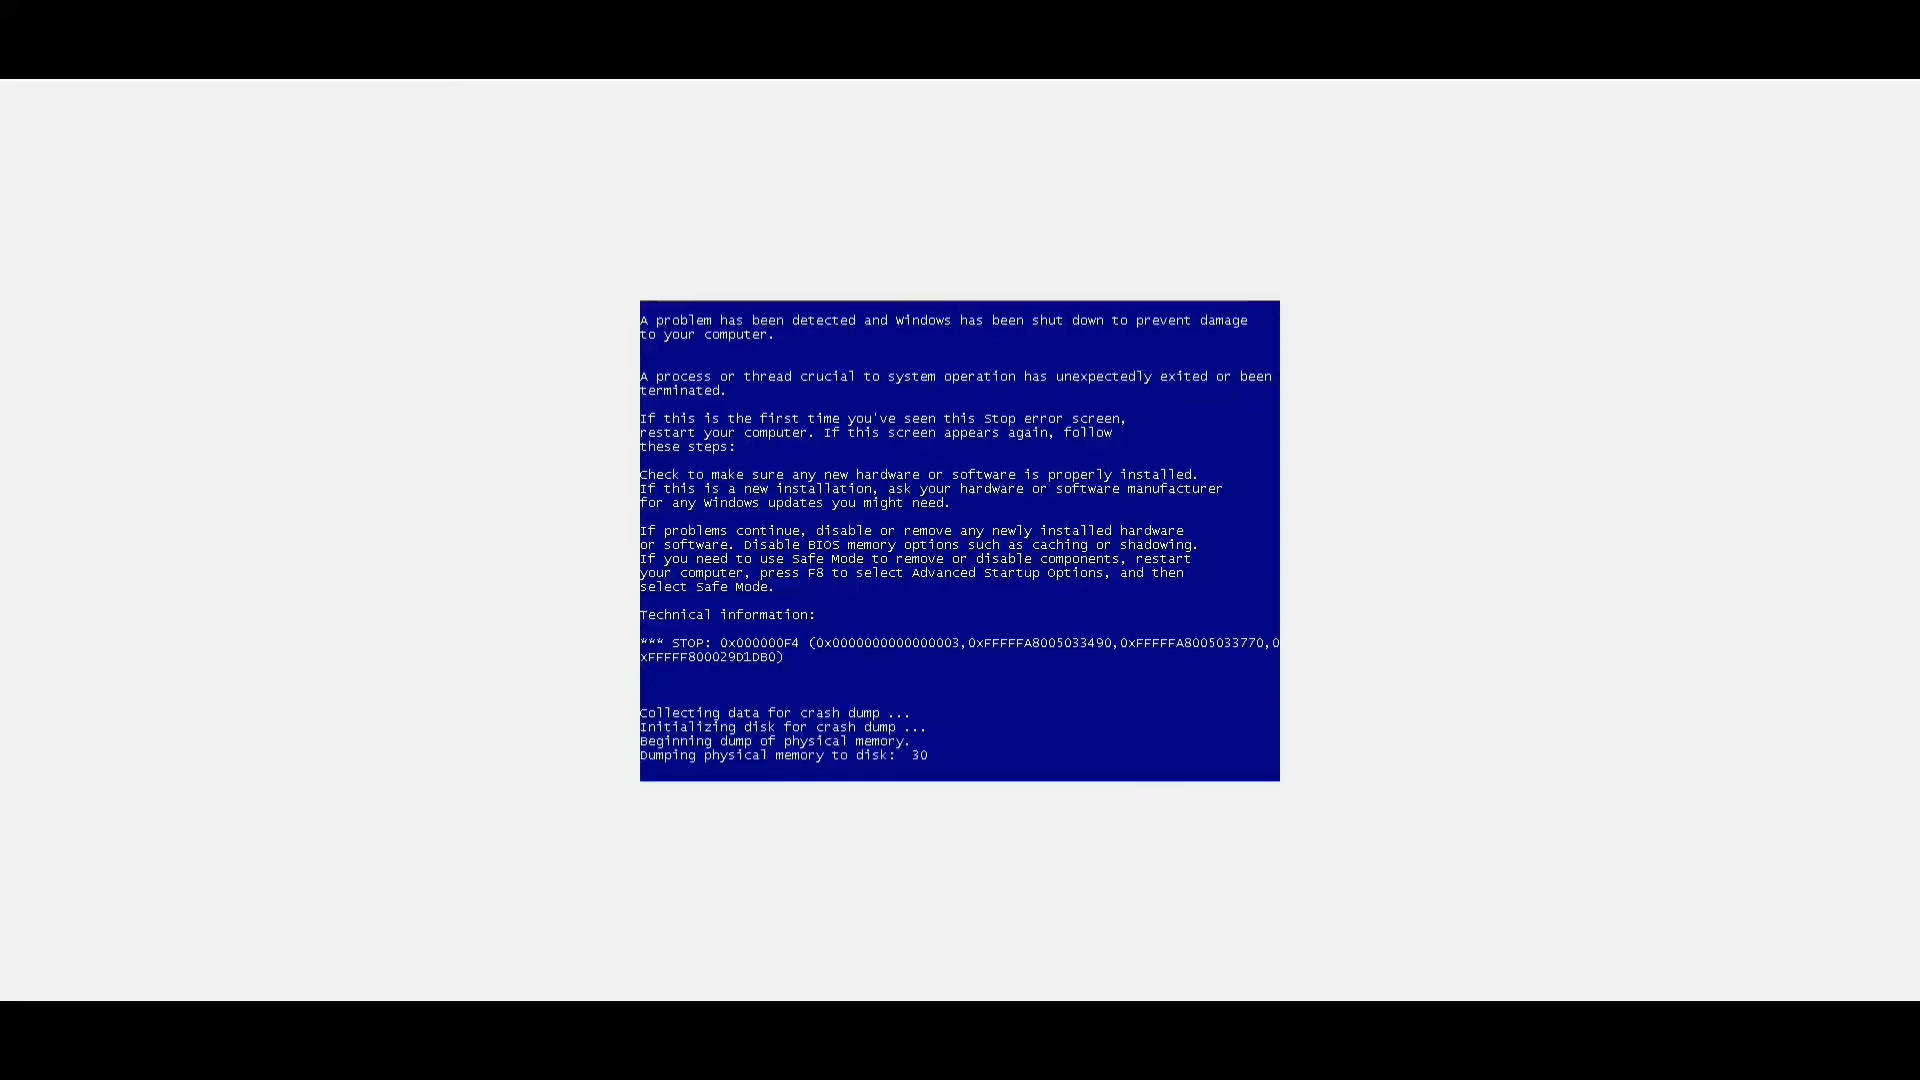 A problem has been detected and Windows has been shut down to prevent damage
to your computer.
A process or thread crucial to system operation has unexpectedly exited or been
terminated.
If this is the first time you've seen this Stop error screen,
restart your computer. If this screen appears again, follow
these steps:
Check to make sure any new hardware or software is properly installed.
If this is a new installation, ask your hardware or software manufacturer
for any Windows updates you might need.
If problems continue, disable or remove any newly installed hardware
or software. Disable BIOS memory options such as caching or shadowing.
If you need to use Safe Mode to remove or disable components, restart
your computer, press F8 to select Advanced Startup Options, and then
select Safe Mode.
Technical information:
*** STOP: 0x000000F4 (0x0000000000000003,0xFFFFFA8005033490,0xFFFFFA8005033770,0
xFFFFF800029D1DB0)
Collecting data for crash dump ...
Initializing disk for crash dump ...
Beginning dump of physical memory.
Dumping physical memory to disk:  30